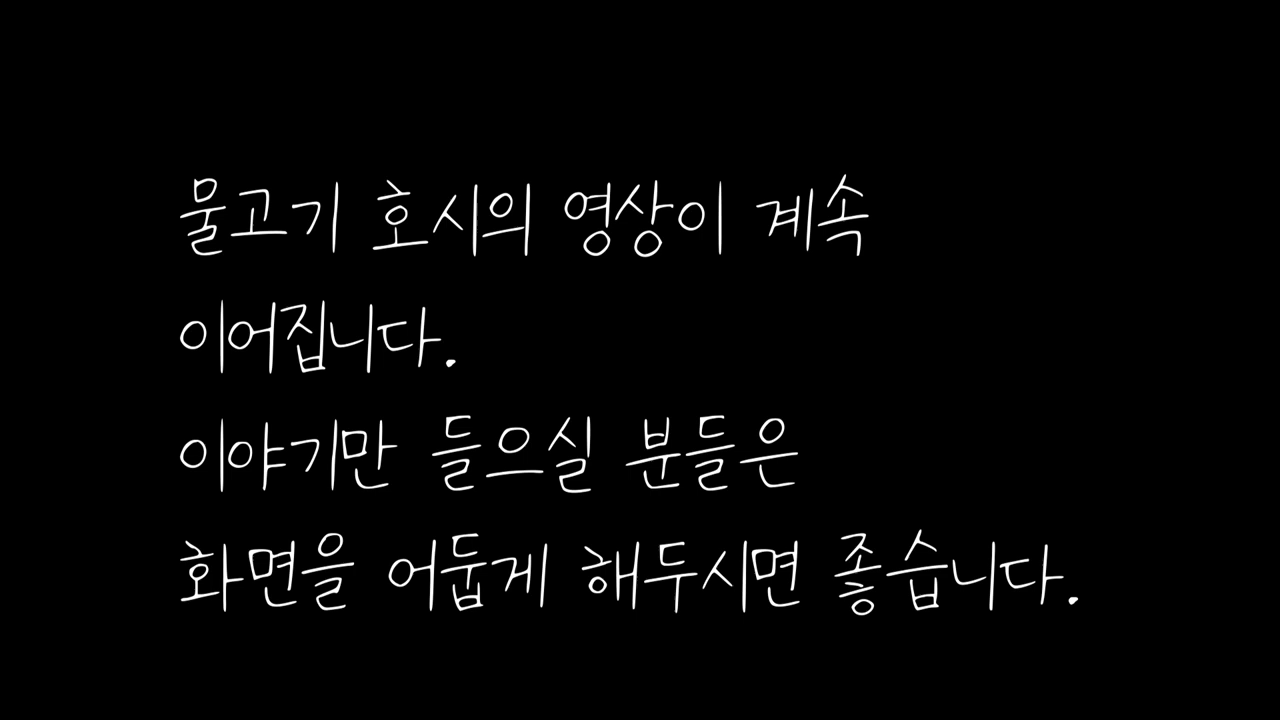 물고기 호시의 영상이 계속
이어집니다.
이야기만 들으실 분들은
화면을 어둡게 해두시면 좋습니다.